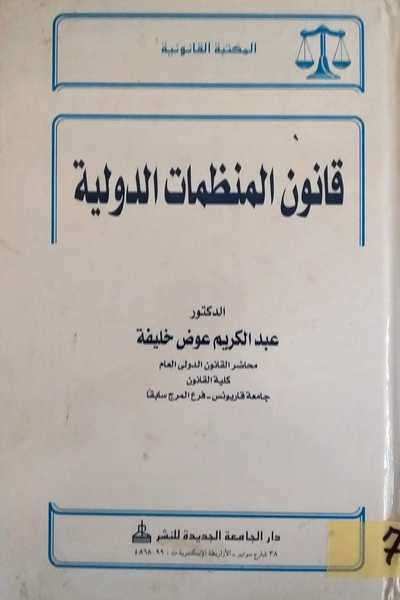 المكتبة القانونية
قانون المنظمات الدولية
الدكتور
عبد الكريم عوض خليفة
محاضر القانون الدولى العام
كلية القانون
جامعة قاريونس - فرع المرج سابقا
دار الجامعة الجديدة للنشر
٣٨ شارع سوتير - الأزاريطة الإسكندرية ت : ٤٨٦٨٠٩٩
7